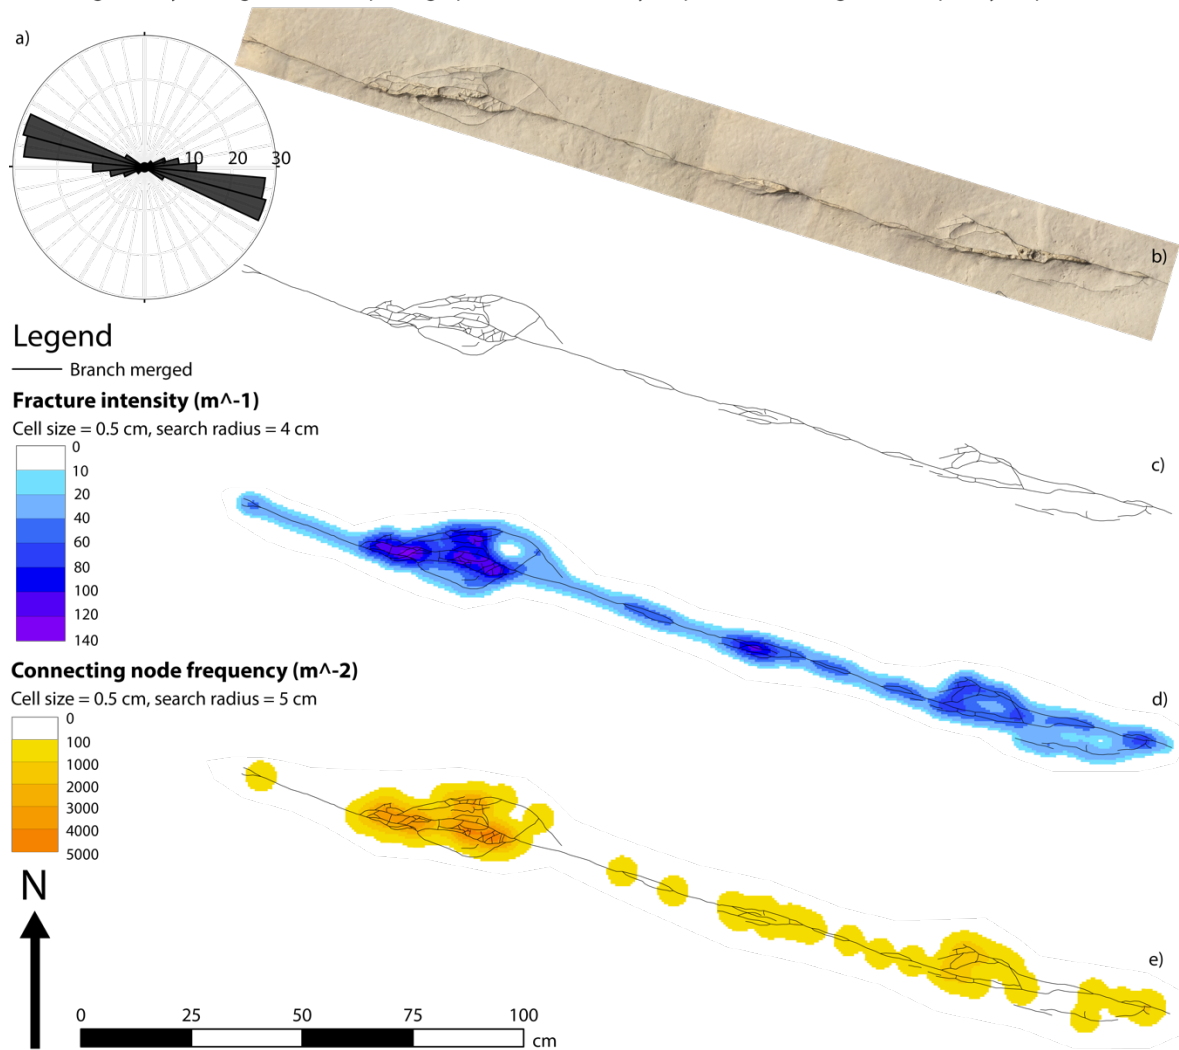 a)
10 20 30
b)
Legend
Branch merged
Fracture intensity (m^-1)
Cell size = 0.5 cm, search radius = 4 cm
0
10
20
40
60
80
100
120
140
c)
d)
Connecting node frequency (m^-2)
Cell size = 0.5 cm, search radius = 5 cm
0
100
1000
2000
3000
4000
5000
e)
N
0 25 50 75 100
cm